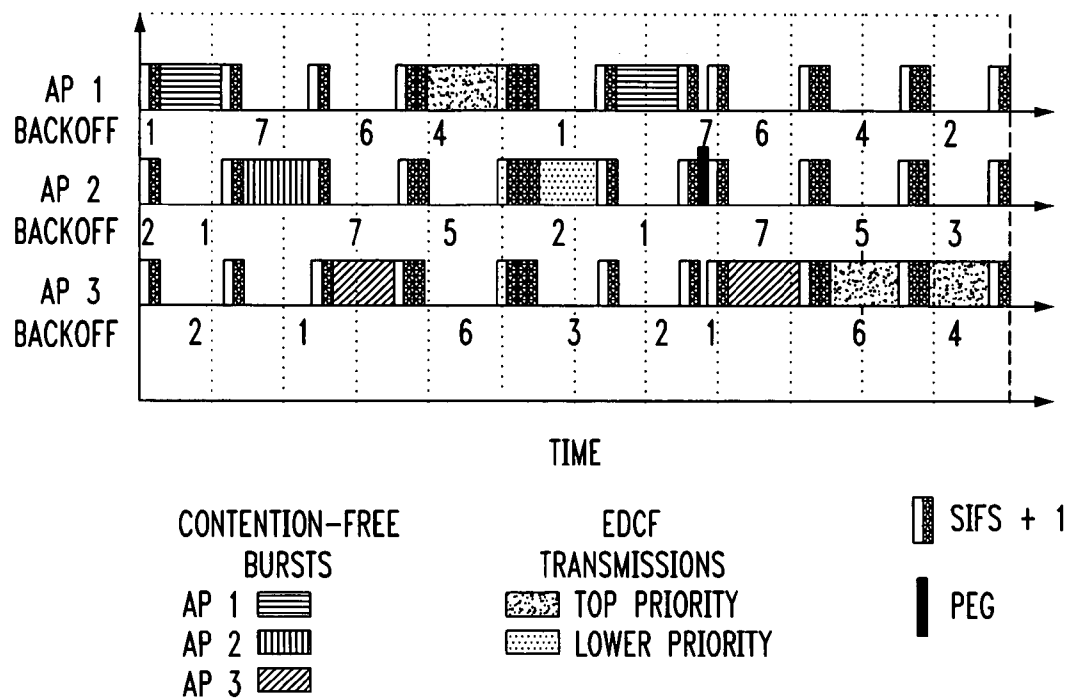 AP 1
BACKOFF 1 7 6 4 1 7 6 4 2
AP 2
BACKOFF 2 1 7 5 2 1 7 5 3
AP 3
BACKOFF 2 1 6 3 2 1 6 4
TIME
CONTENTION-FREE BURSTS
AP 1
AP 2
AP 3
EDCF TRANSMISSIONS
TOP PRIORITY
LOWER PRIORITY
SIFS + 1
PEG